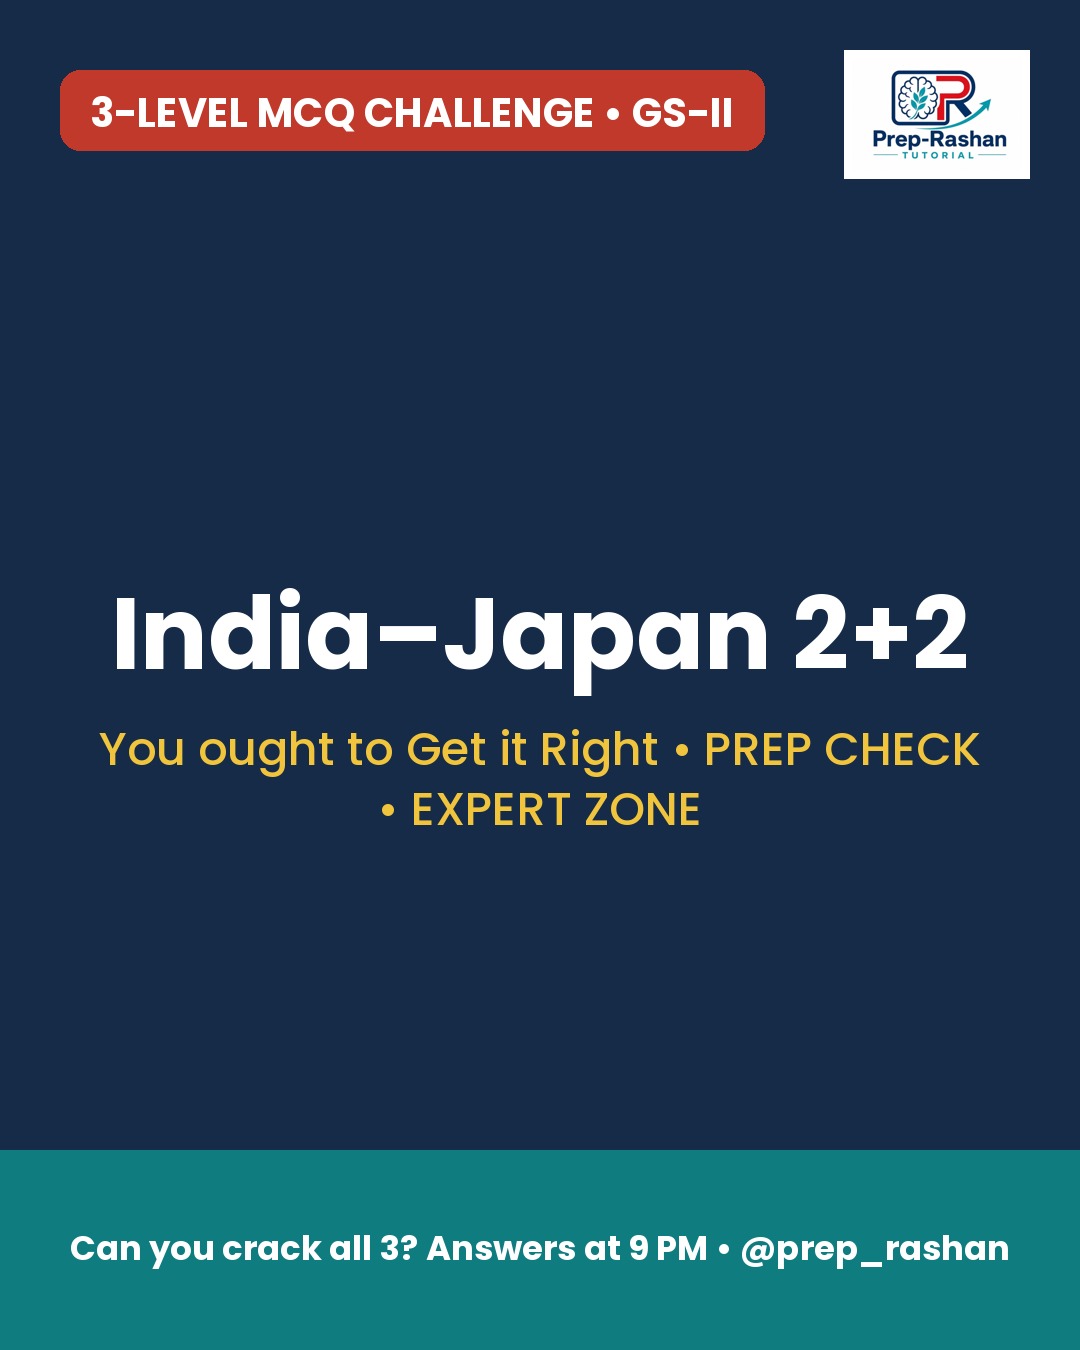 3-LEVEL MCQ CHALLENGE • GS-II
Prep-Rashan
TUTORIAL
India–Japan 2+2
You ought to Get it Right • PREP CHECK
• EXPERT ZONE
Can you crack all 3? Answers at 9 PM • @prep_rashan